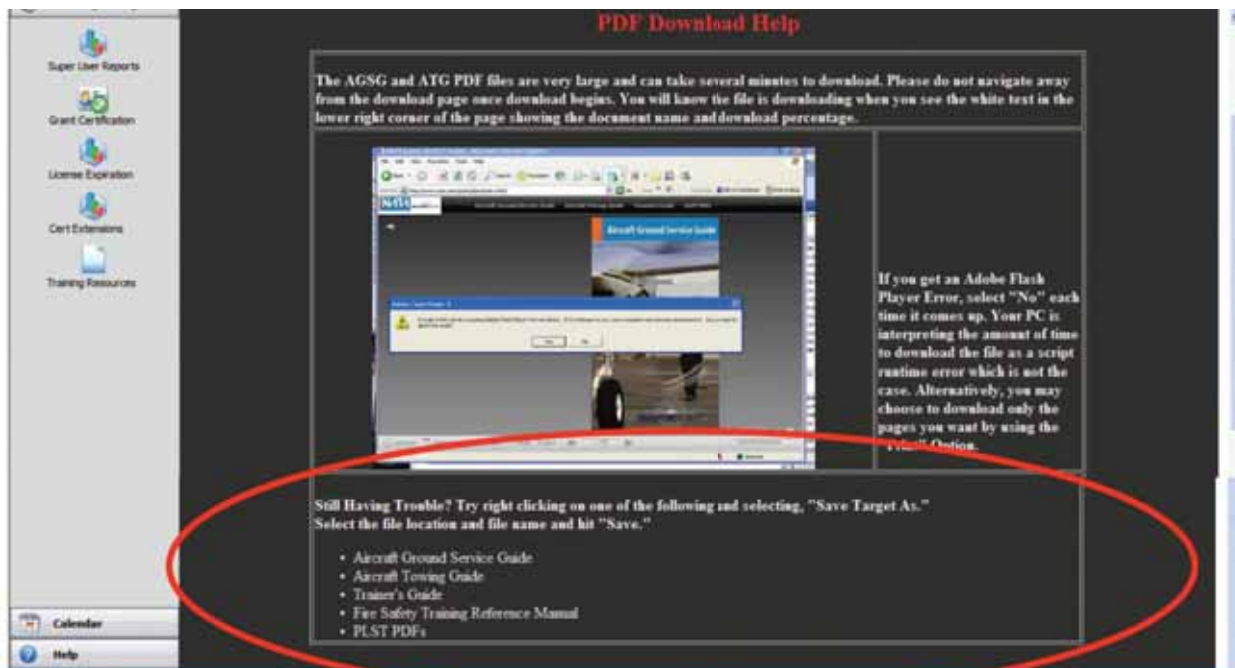 PDF Download Help
Super User Reports
Grant Certification
License Expiration
Cert Extensions
Training Resources
The AGSG and ATG PDF files are very large and can take several minutes to download. Please do not navigate away
from the download page once download begins. You will know the file is downloading when you see the white text in the
lower right corner of the page showing the document name and download percentage.
Aircraft Ground Service Guide
If you get an Adobe Flash
Player Error, select "No" each
time it comes up. Your PC is
interpreting the amount of time
to download the file as a script
runtime error which is not the
case. Alternatively, you may
choose to download only the
pages you want by using the
"Print" Option.
Still Having Trouble? Try right clicking on one of the following and selecting, "Save Target As."
Select the file location and file name and hit "Save."
• Aircraft Ground Service Guide
• Aircraft Towing Guide
• Trainer's Guide
• Fire Safety Training Reference Manual
• PLST PDFs
Calendar
Help